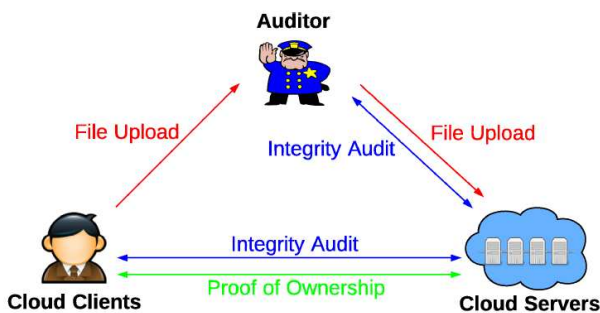 Auditor
File Upload
File Upload
Integrity Audit
Integrity Audit
Proof of Ownership
Cloud Clients
Cloud Servers